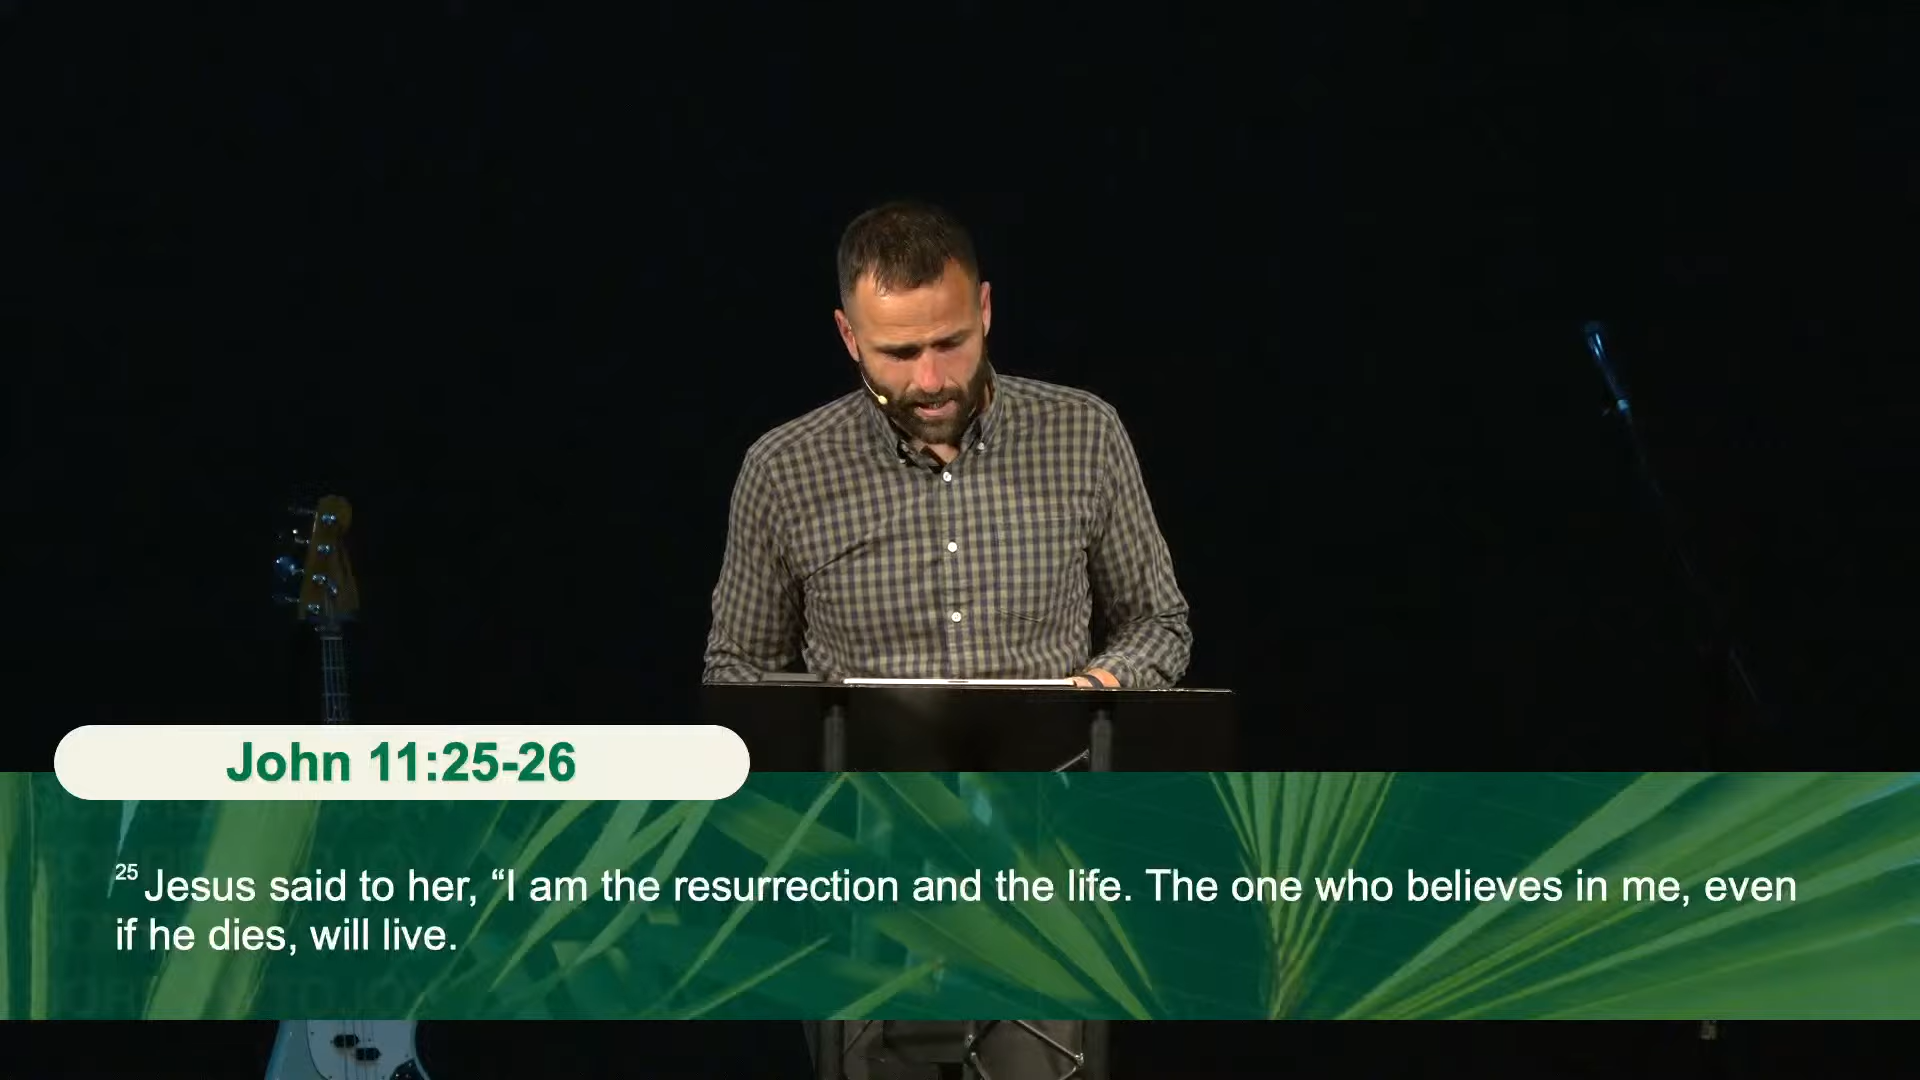 John 11:25-26
25 Jesus said to her, “I am the resurrection and the life. The one who believes in me, even
if he dies, will live.